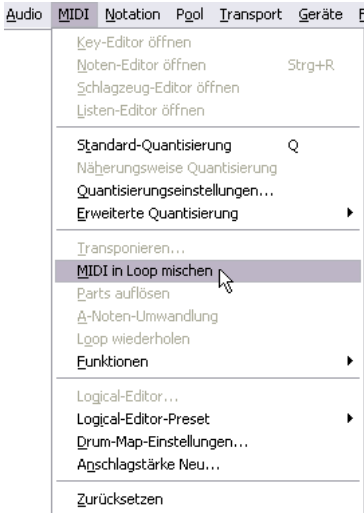 Audio MIDI Notation Pool Transport Geräte
Key-Editor öffnen
Noten-Editor öffnen Strg+R
Schlagzeug-Editor öffnen
Listen-Editor öffnen
Standard-Quantisierung Q
Näherungsweise Quantisierung
Quantisierungseinstellungen...
Erweiterte Quantisierung
Transponieren...
MIDI in Loop mischen
Parts auflösen
A-Noten-Umwandlung
Loop wiederholen
Funktionen
Logical-Editor...
Logical-Editor-Preset
Drum-Map-Einstellungen...
Anschlagstärke Neu...
Zurücksetzen